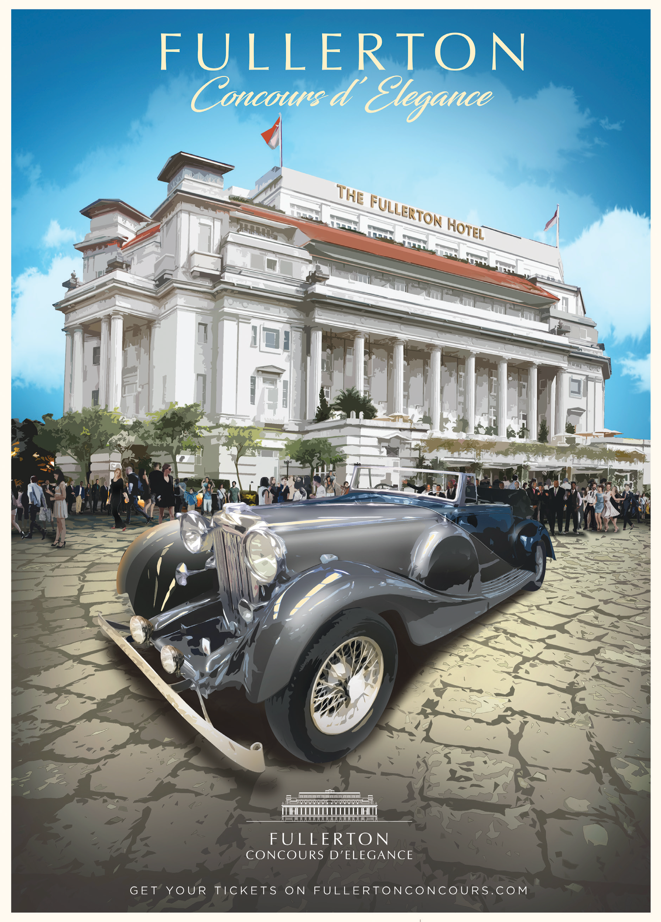 FULLERTON
Concours d' Elegance
THE FULLERTON HOTEL
FULLERTON
CONCOURS D'ELEGANCE
GET YOUR TICKETS ON FULLERTONCONCOURS.COM